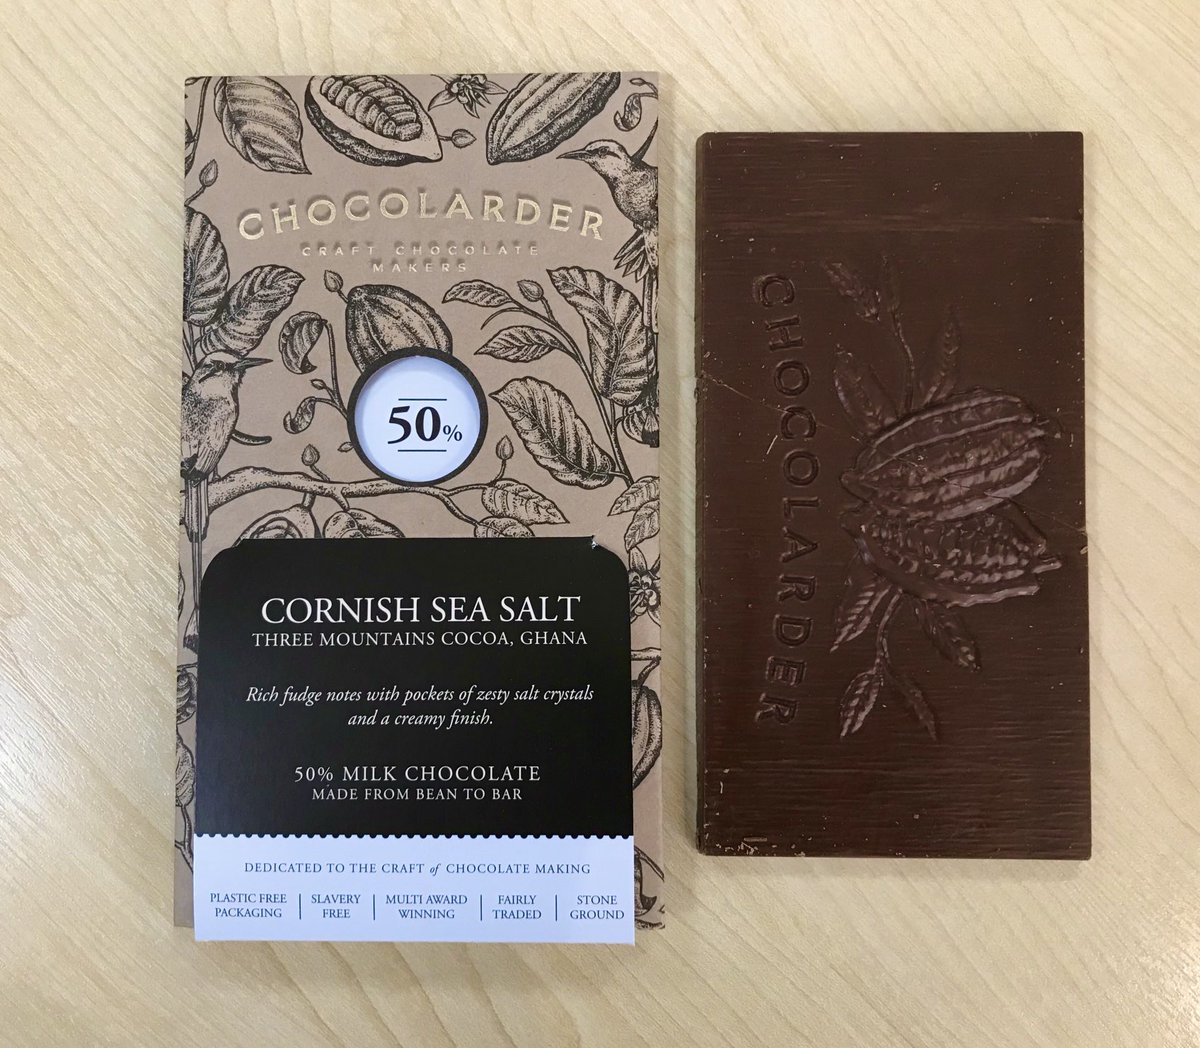 CHOCOLARDER
CRAFT CHOCOLATE
MAKERS
50%
CORNISH SEA SALT
THREE MOUNTAINS COCOA, GHANA
Rich fudge notes with pockets of zesty salt crystals
and a creamy finish.
50% MILK CHOCOLATE
MADE FROM BEAN TO BAR
DEDICATED TO THE CRAFT of CHOCOLATE MAKING
PLASTIC FREE
PACKAGING
SLAVERY
FREE
MULTI AWARD
WINNING
FAIRLY
TRADED
STONE
GROUND
CHOCOLARDER